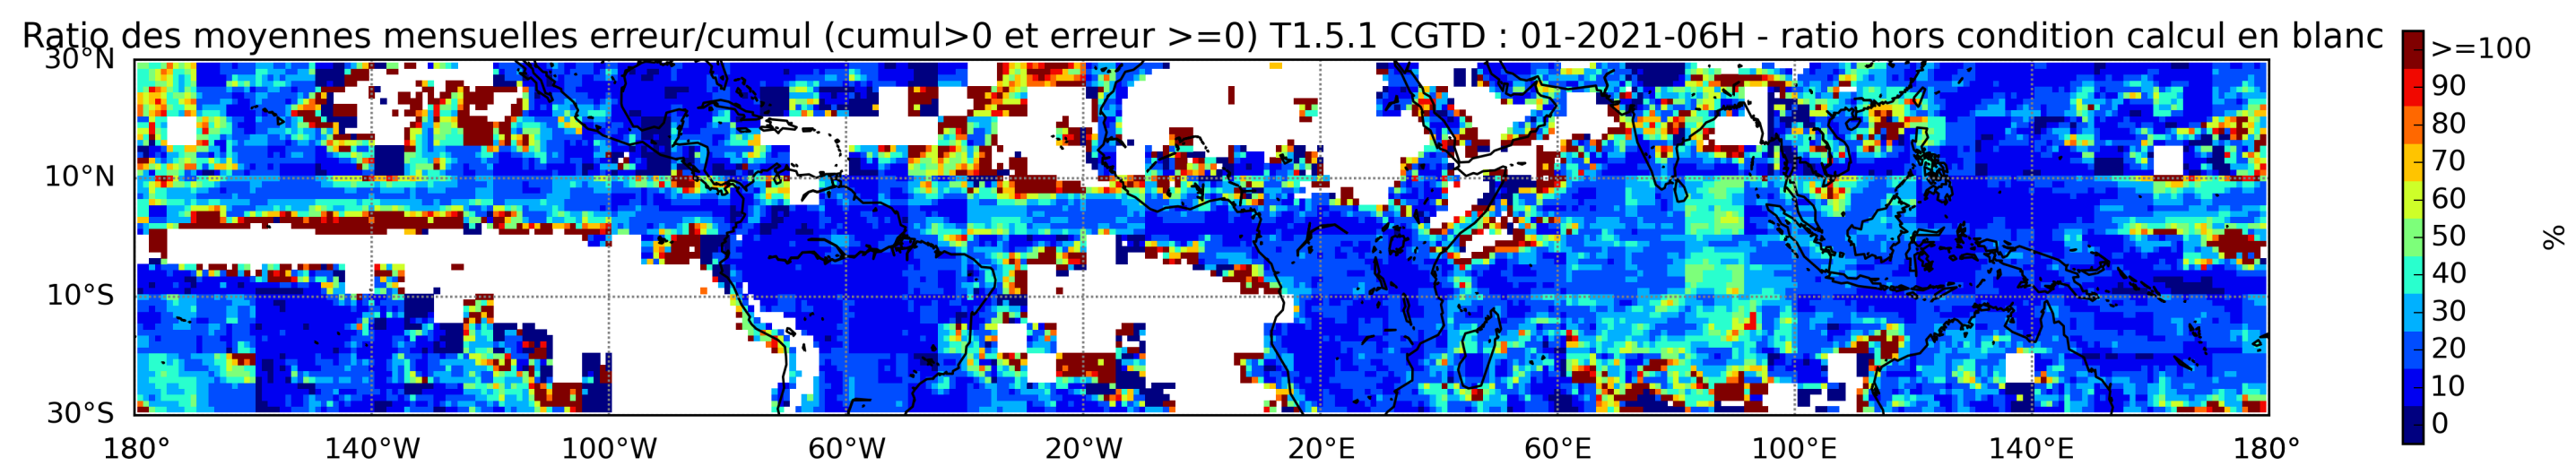 Ratio des moyennes mensuelles erreur/cumul (cumul>0 et erreur >=0) T1.5.1 CGTD : 01-2021-06H - ratio hors condition calcul en blanc
30°N
10°N
10°S
30°S
180° 140°W 100°W 60°W 20°W 20°E 60°E 100°E 140°E 180°
>=100
90
80
70
60
50
40
30
20
10
0
%